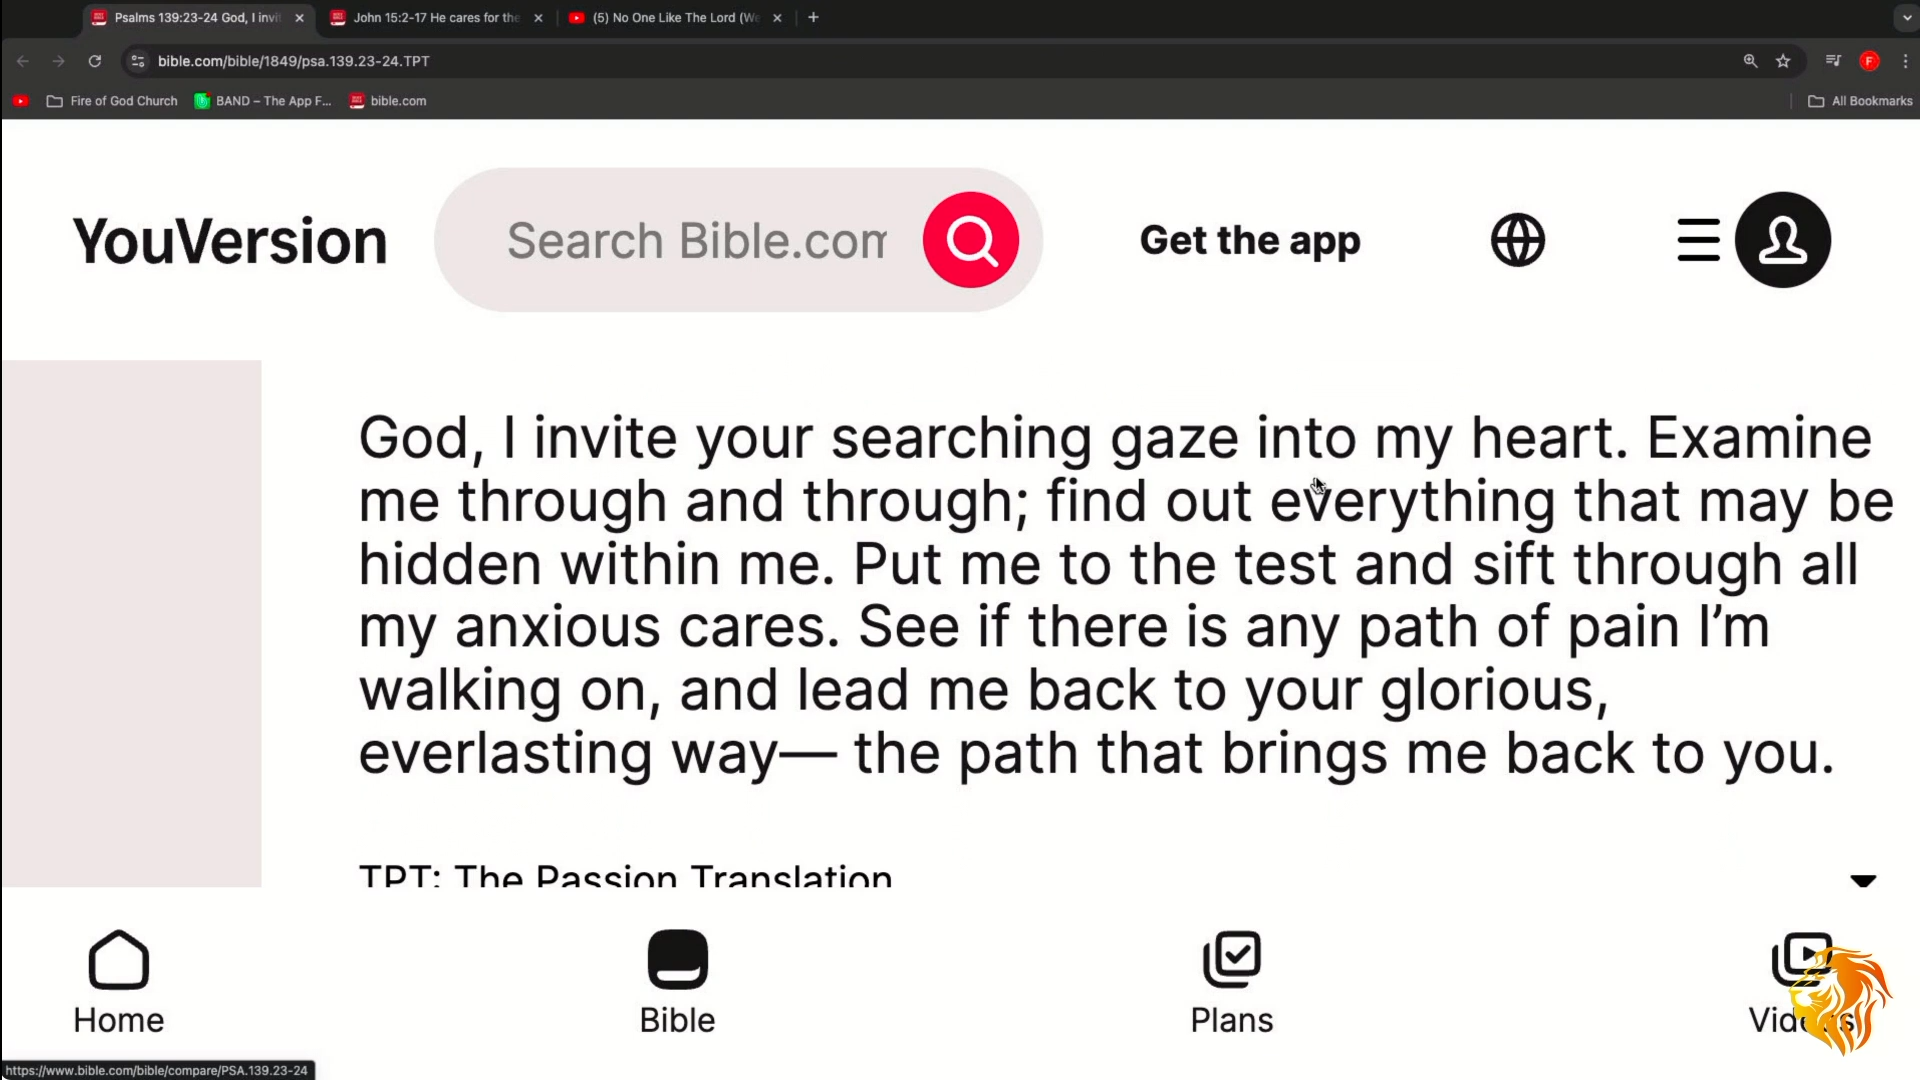 Psalms 139:23-24 God, I invi
John 15:2-17 He cares for the
(5) No One Like The Lord (We
bible.com/bible/1849/psa.139.23-24.TPT
F
Fire of God Church
BAND – The App F...
bible.com
All Bookmarks
YouVersion
Search Bible.com
Get the app
God, I invite your searching gaze into my heart. Examine
me through and through; find out everything that may be
hidden within me. Put me to the test and sift through all
my anxious cares. See if there is any path of pain I’m
walking on, and lead me back to your glorious,
everlasting way— the path that brings me back to you.
TPT: The Passion Translation
Home
Bible
Plans
Videos
https://www.bible.com/bible/compare/PSA.139.23-24